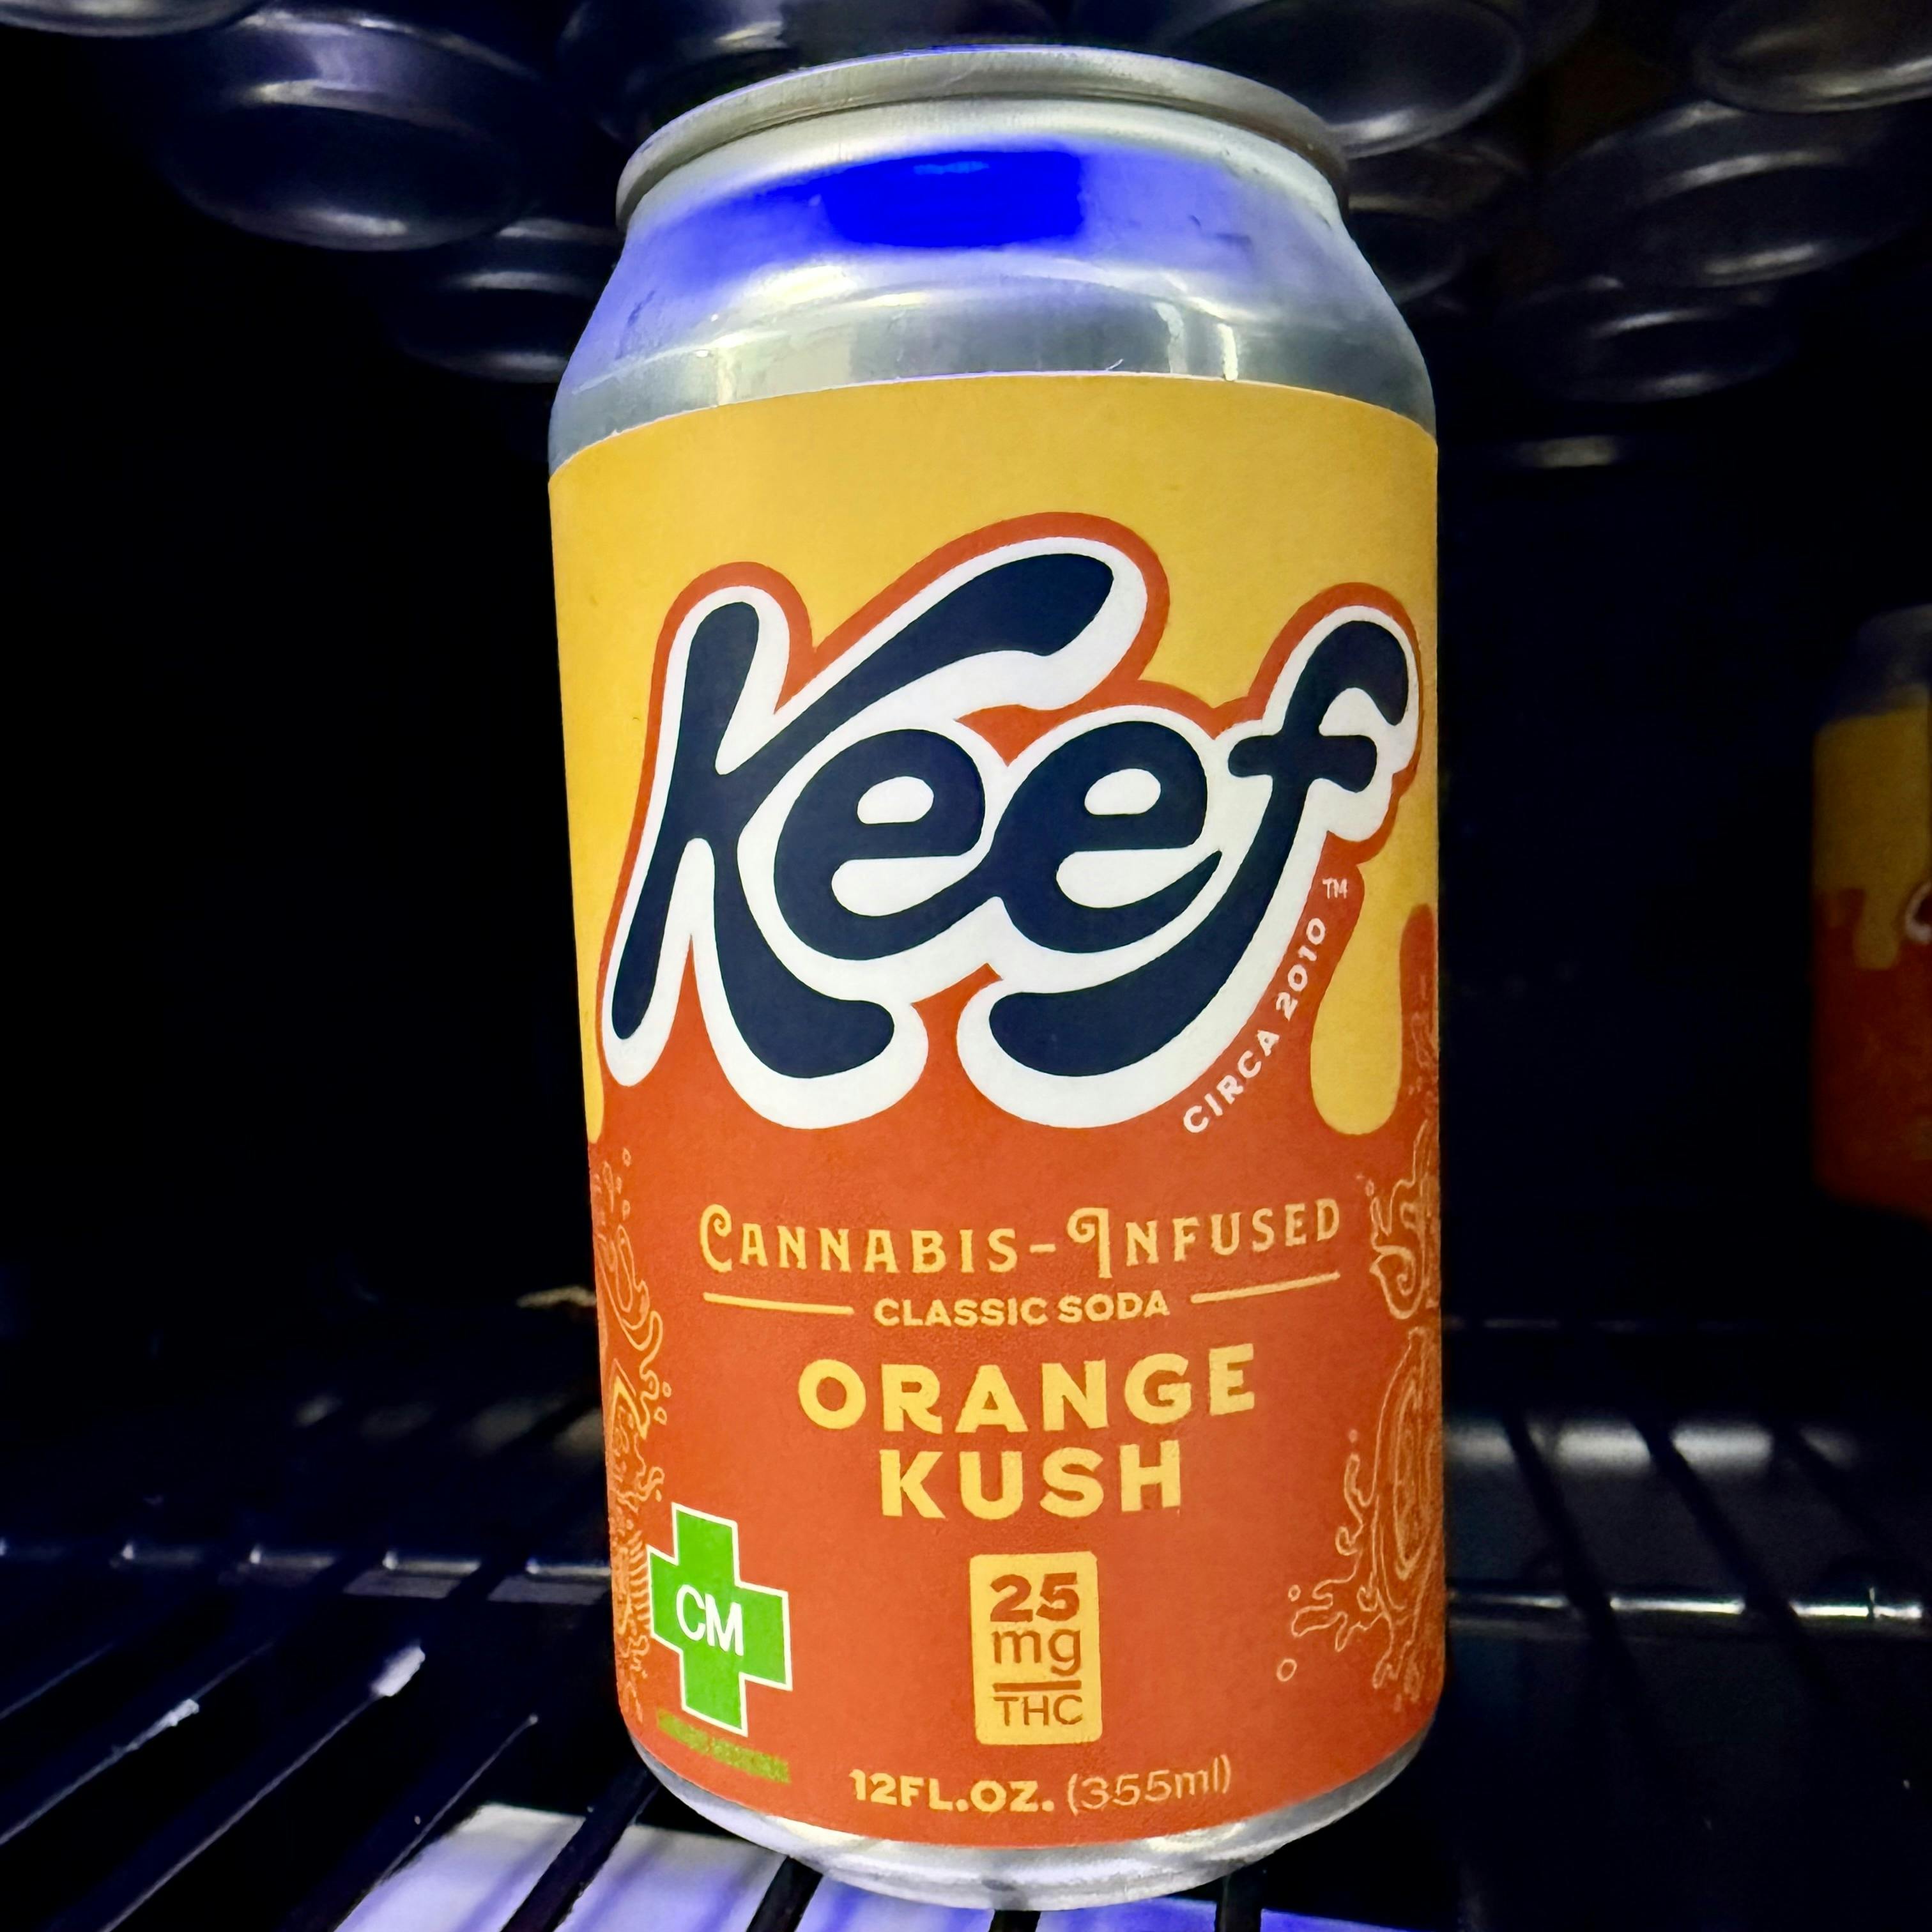 Keef
CIRCA 2010 ™
CANNABIS-INFUSED
CLASSIC SODA
ORANGE
KUSH
CM
25
mg
THC
12FL.OZ. (355ml)